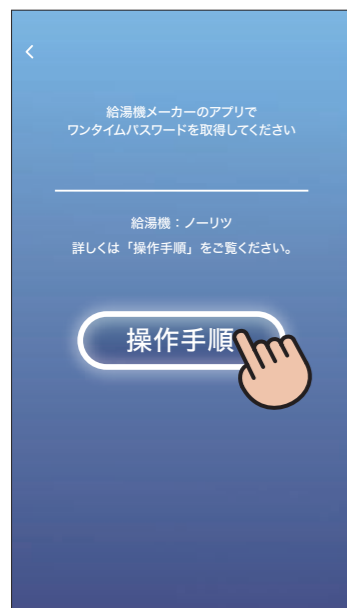 給湯機メーカーのアプリで
ワンタイムパスワードを取得してください
給湯機：ノーリツ
詳しくは「操作手順」をご覧ください。
操作手順